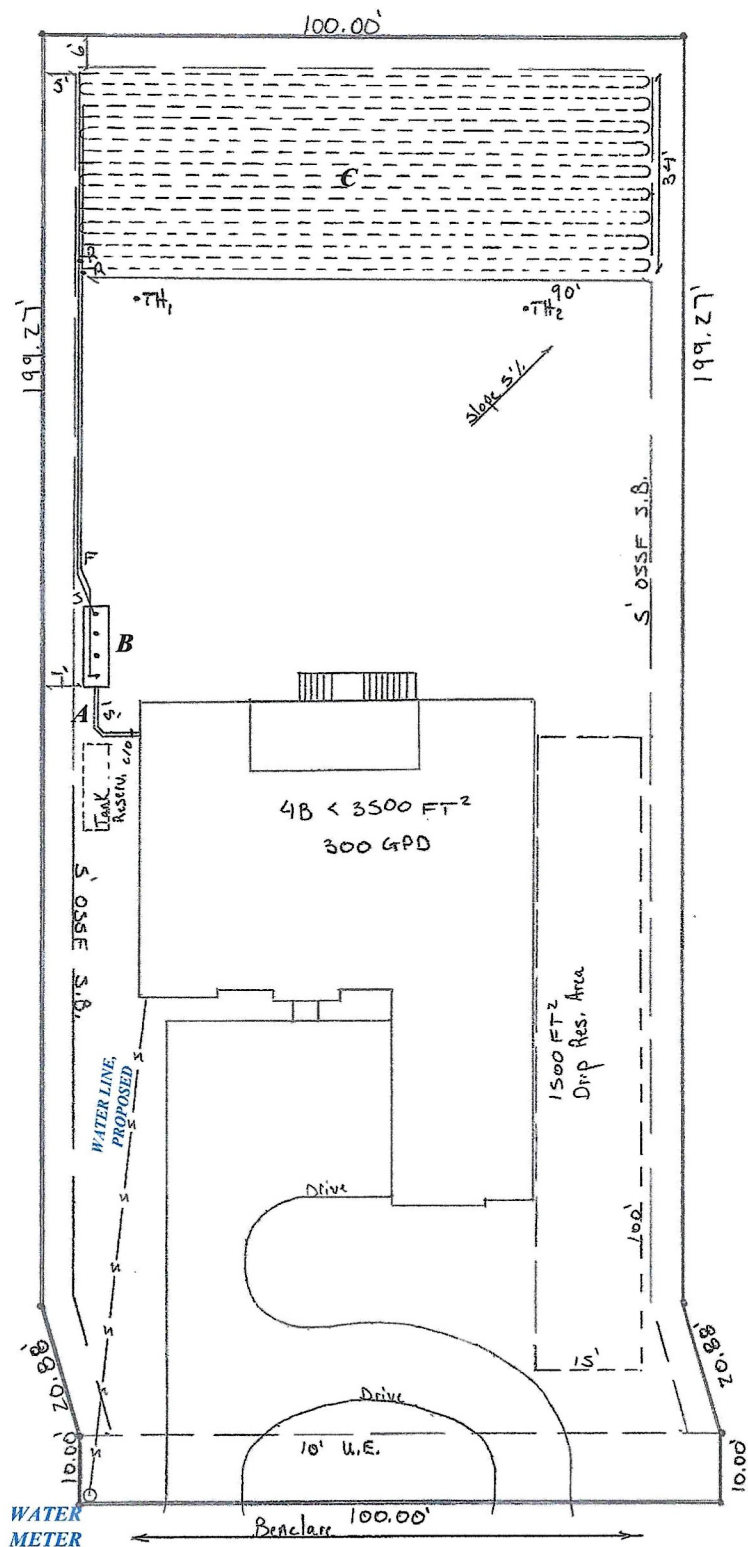 100.00'
6'
5'
C
34'
R
R
TH1
90'
TH2
199.27'
199.27'
Slope 5%
5' OSSF S.B.
F
S
B
A
5'
c/o
Tank
Reserv.
4B < 3500 FT²
300 GPD
5' OSSF S.B.
1500 FT²
Drip Res. Area
WATER LINE,
PROPOSED
Drive
100'
15'
20.88'
20.88'
Drive
10' U.E.
10.00'
10.00'
WATER
METER
100.00'
Benclare